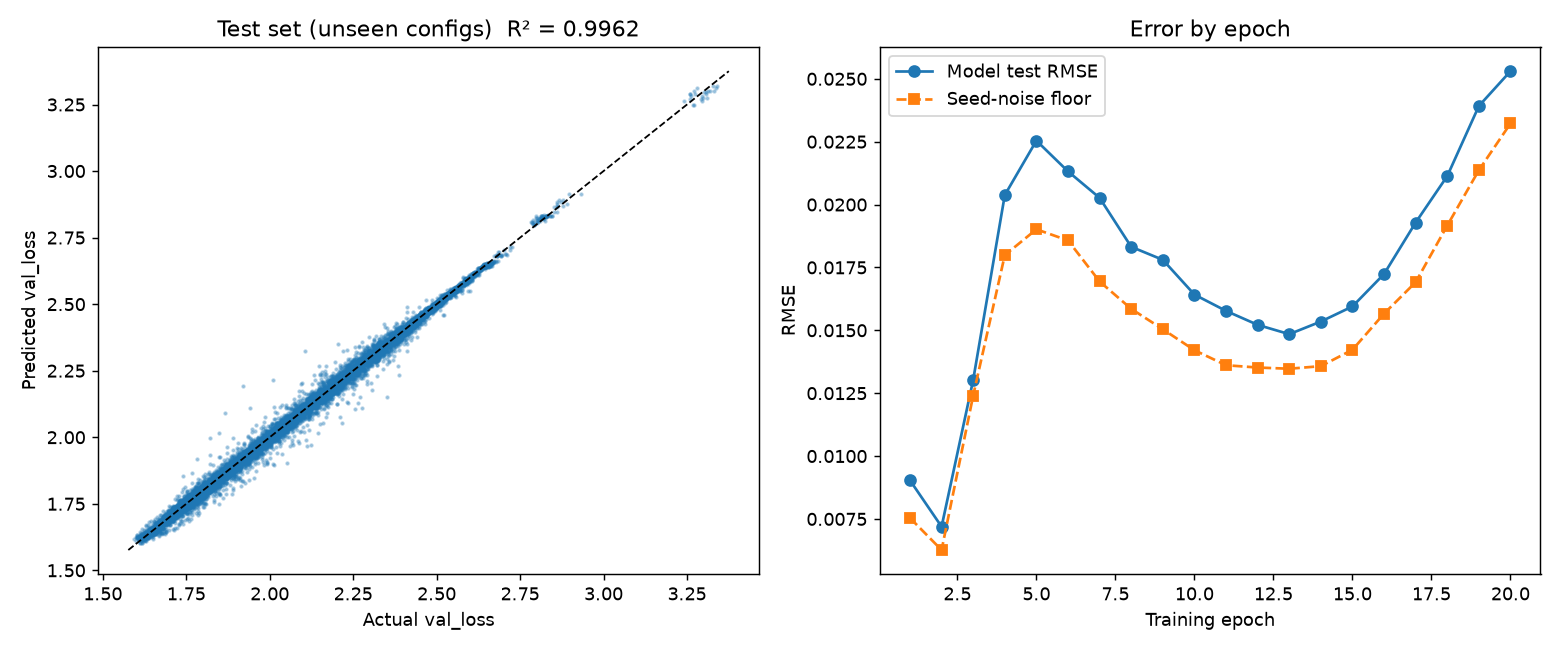 Test set (unseen configs)  R² = 0.9962
Predicted val_loss
3.25
3.00
2.75
2.50
2.25
2.00
1.75
1.50
1.50 1.75 2.00 2.25 2.50 2.75 3.00 3.25
Actual val_loss
Error by epoch
Model test RMSE
Seed-noise floor
RMSE
0.0250
0.0225
0.0200
0.0175
0.0150
0.0125
0.0100
0.0075
2.5 5.0 7.5 10.0 12.5 15.0 17.5 20.0
Training epoch